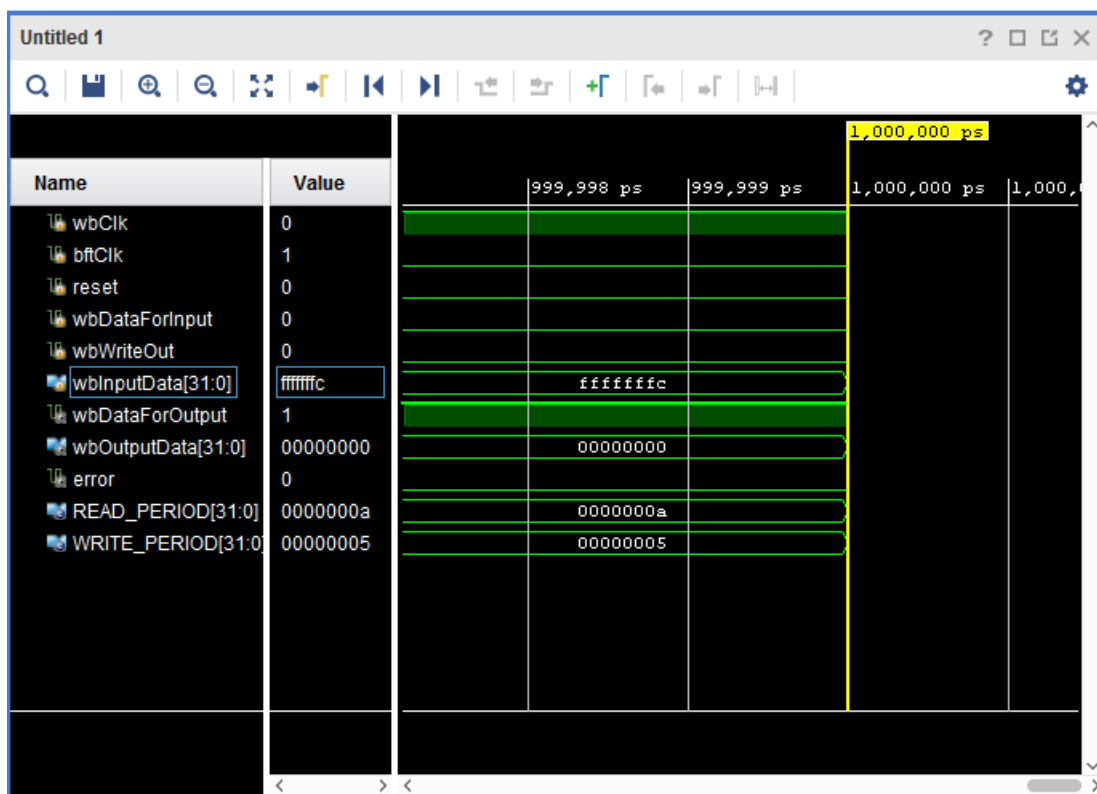 Untitled 1
1,000,000 ps
Name Value
999,998 ps 999,999 ps 1,000,000 ps 1,000,
wbClk 0
bftClk 1
reset 0
wbDataForInput 0
wbWriteOut 0
wbInputData[31:0] fffffffc fffffffc
wbDataForOutput 1
wbOutputData[31:0] 00000000 00000000
error 0
READ_PERIOD[31:0] 0000000a 0000000a
WRITE_PERIOD[31:0] 00000005 00000005